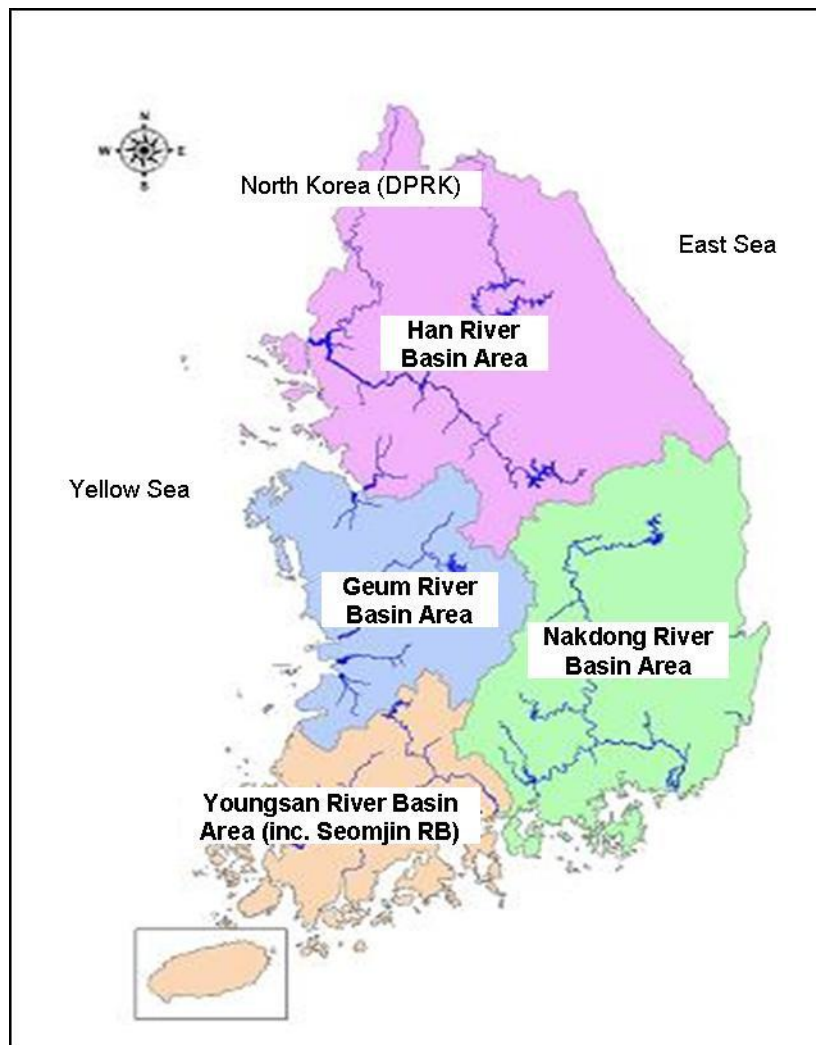 N
W E
S
North Korea (DPRK)
East Sea
Han River
Basin Area
Yellow Sea
Geum River
Basin Area
Nakdong River
Basin Area
Youngsan River Basin
Area (inc. Seomjin RB)